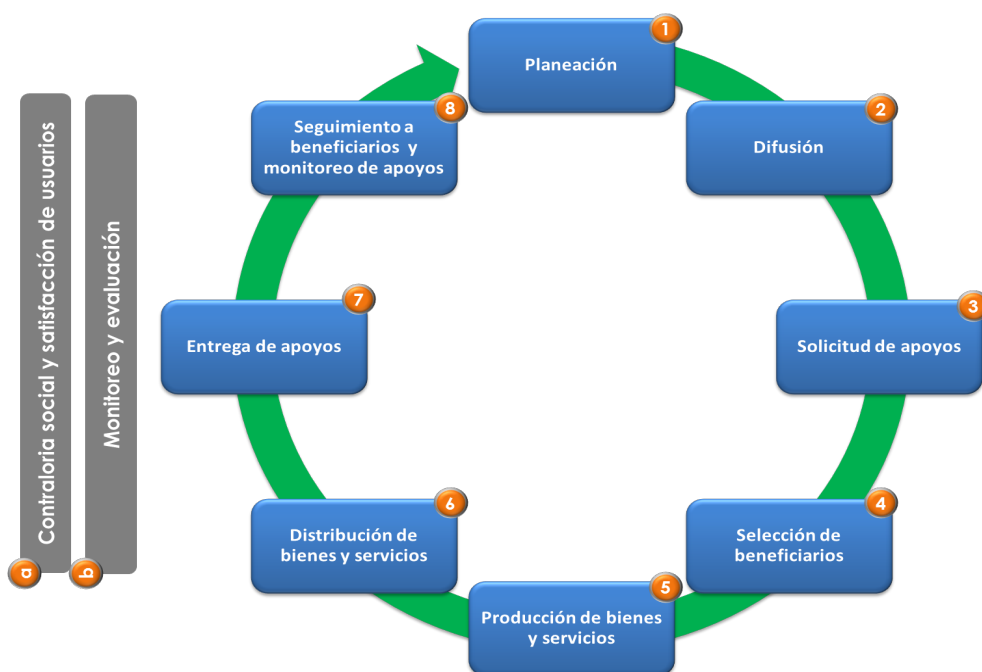 1
Planeación
2
Difusión
3
Solicitud de apoyos
4
Selección de
beneficiarios
5
Producción de bienes
y servicios
6
Distribución de
bienes y servicios
7
Entrega de apoyos
8
Seguimiento a
beneficiarios y
monitoreo de apoyos
a
Contraloria social y satisfacción de usuarios
b
Monitoreo y evaluación